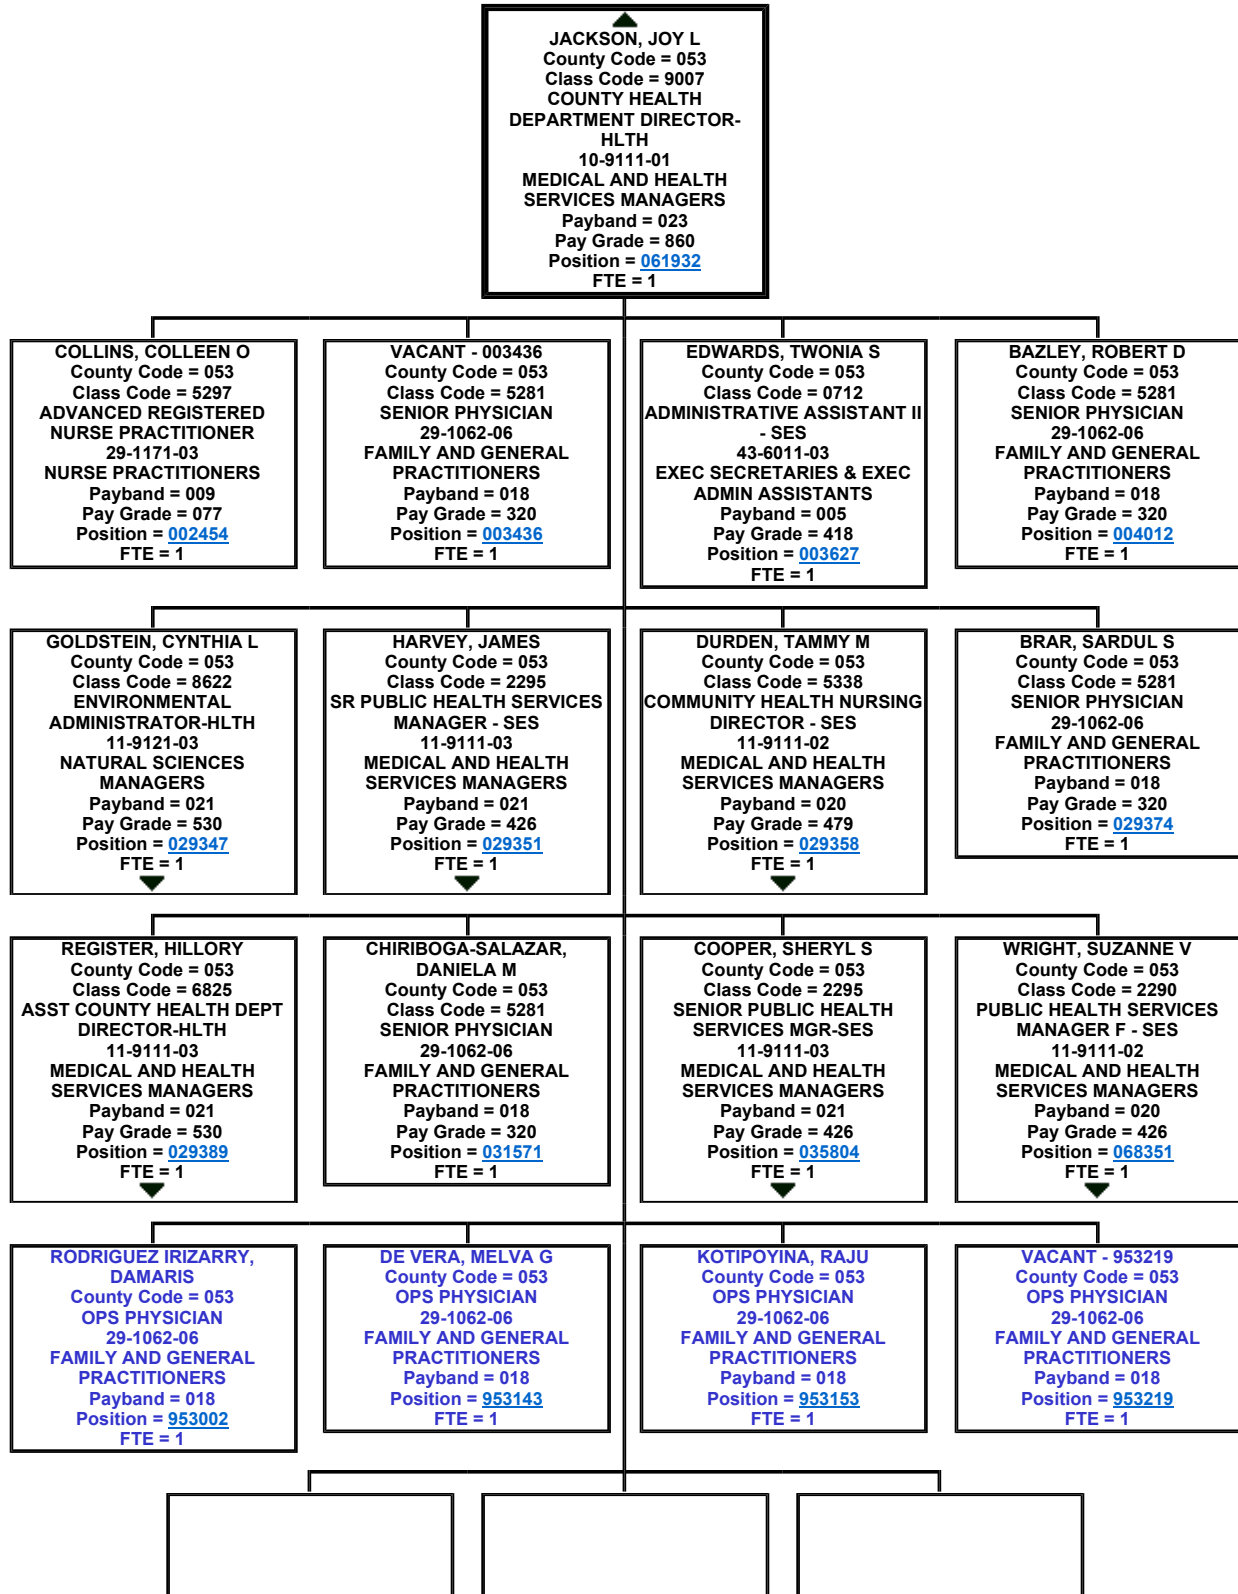 JACKSON, JOY L
County Code = 053
Class Code = 9007
COUNTY HEALTH
DEPARTMENT DIRECTOR-
HLTH
10-9111-01
MEDICAL AND HEALTH
SERVICES MANAGERS
Payband = 023
Pay Grade = 860
Position = 061932
FTE = 1
COLLINS, COLLEEN O
County Code = 053
Class Code = 5297
ADVANCED REGISTERED
NURSE PRACTITIONER
29-1171-03
NURSE PRACTITIONERS
Payband = 009
Pay Grade = 077
Position = 002454
FTE = 1
VACANT - 003436
County Code = 053
Class Code = 5281
SENIOR PHYSICIAN
29-1062-06
FAMILY AND GENERAL
PRACTITIONERS
Payband = 018
Pay Grade = 320
Position = 003436
FTE = 1
EDWARDS, TWONIA S
County Code = 053
Class Code = 0712
ADMINISTRATIVE ASSISTANT II
- SES
43-6011-03
EXEC SECRETARIES & EXEC
ADMIN ASSISTANTS
Payband = 005
Pay Grade = 418
Position = 003627
FTE = 1
BAZLEY, ROBERT D
County Code = 053
Class Code = 5281
SENIOR PHYSICIAN
29-1062-06
FAMILY AND GENERAL
PRACTITIONERS
Payband = 018
Pay Grade = 320
Position = 004012
FTE = 1
GOLDSTEIN, CYNTHIA L
County Code = 053
Class Code = 8622
ENVIRONMENTAL
ADMINISTRATOR-HLTH
11-9121-03
NATURAL SCIENCES
MANAGERS
Payband = 021
Pay Grade = 530
Position = 029347
FTE = 1
HARVEY, JAMES
County Code = 053
Class Code = 2295
SR PUBLIC HEALTH SERVICES
MANAGER - SES
11-9111-03
MEDICAL AND HEALTH
SERVICES MANAGERS
Payband = 021
Pay Grade = 426
Position = 029351
FTE = 1
DURDEN, TAMMY M
County Code = 053
Class Code = 5338
COMMUNITY HEALTH NURSING
DIRECTOR - SES
11-9111-02
MEDICAL AND HEALTH
SERVICES MANAGERS
Payband = 020
Pay Grade = 479
Position = 029358
FTE = 1
BRAR, SARDUL S
County Code = 053
Class Code = 5281
SENIOR PHYSICIAN
29-1062-06
FAMILY AND GENERAL
PRACTITIONERS
Payband = 018
Pay Grade = 320
Position = 029374
FTE = 1
REGISTER, HILLORY
County Code = 053
Class Code = 6825
ASST COUNTY HEALTH DEPT
DIRECTOR-HLTH
11-9111-03
MEDICAL AND HEALTH
SERVICES MANAGERS
Payband = 021
Pay Grade = 530
Position = 029389
FTE = 1
CHIRIBOGA-SALAZAR,
DANIELA M
County Code = 053
Class Code = 5281
SENIOR PHYSICIAN
29-1062-06
FAMILY AND GENERAL
PRACTITIONERS
Payband = 018
Pay Grade = 320
Position = 031571
FTE = 1
COOPER, SHERYL S
County Code = 053
Class Code = 2295
SENIOR PUBLIC HEALTH
SERVICES MGR-SES
11-9111-03
MEDICAL AND HEALTH
SERVICES MANAGERS
Payband = 021
Pay Grade = 426
Position = 035804
FTE = 1
WRIGHT, SUZANNE V
County Code = 053
Class Code = 2290
PUBLIC HEALTH SERVICES
MANAGER F - SES
11-9111-02
MEDICAL AND HEALTH
SERVICES MANAGERS
Payband = 020
Pay Grade = 426
Position = 068351
FTE = 1
RODRIGUEZ IRIZARRY,
DAMARIS
County Code = 053
OPS PHYSICIAN
29-1062-06
FAMILY AND GENERAL
PRACTITIONERS
Payband = 018
Position = 953002
FTE = 1
DE VERA, MELVA G
County Code = 053
OPS PHYSICIAN
29-1062-06
FAMILY AND GENERAL
PRACTITIONERS
Payband = 018
Position = 953143
FTE = 1
KOTIPOYINA, RAJU
County Code = 053
OPS PHYSICIAN
29-1062-06
FAMILY AND GENERAL
PRACTITIONERS
Payband = 018
Position = 953153
FTE = 1
VACANT - 953219
County Code = 053
OPS PHYSICIAN
29-1062-06
FAMILY AND GENERAL
PRACTITIONERS
Payband = 018
Position = 953219
FTE = 1